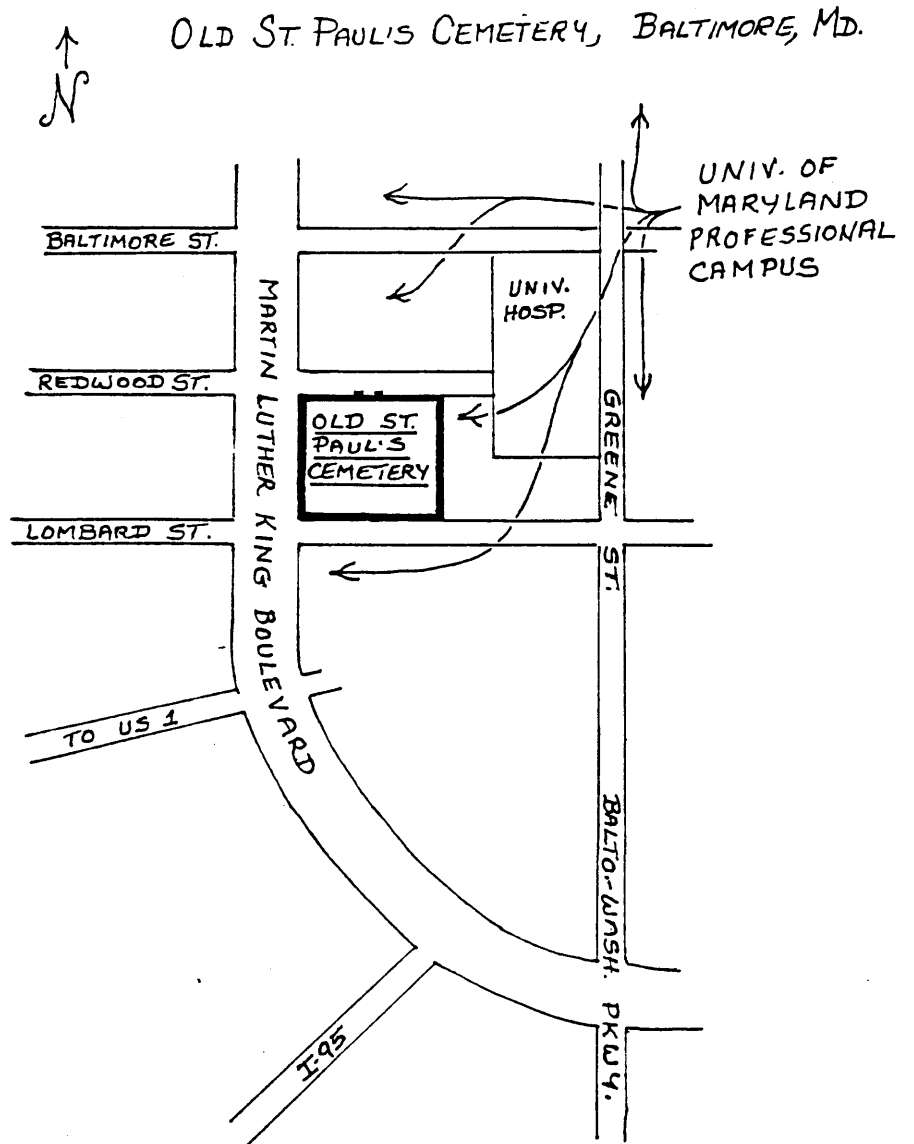 OLD ST. PAUL'S CEMETERY, BALTIMORE, MD.
N
UNIV. OF
MARYLAND
PROFESSIONAL
CAMPUS
BALTIMORE ST.
UNIV.
HOSP.
MARTIN LUTHER KING BOULEVARD
REDWOOD ST.
GREENE ST.
OLD ST.
PAUL'S
CEMETERY
LOMBARD ST.
TO US 1
BALTO.-WASH. PKWY.
I-95